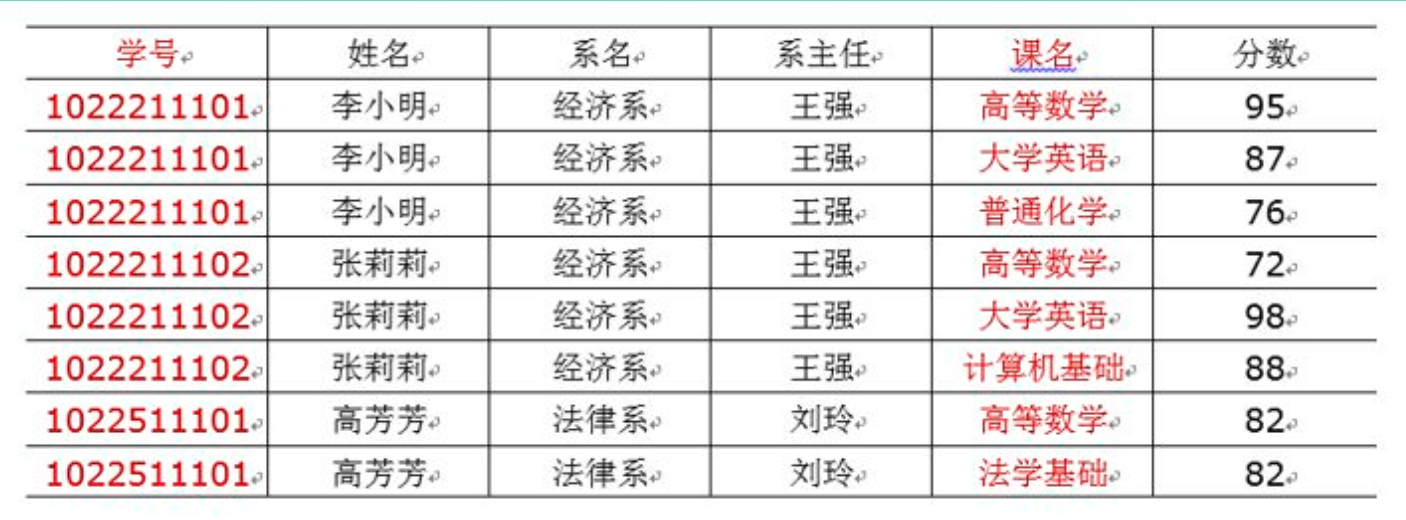 学号 姓名 系名 系主任 课名 分数
1022211101 李小明 经济系 王强 高等数学 95
1022211101 李小明 经济系 王强 大学英语 87
1022211101 李小明 经济系 王强 普通化学 76
1022211102 张莉莉 经济系 王强 高等数学 72
1022211102 张莉莉 经济系 王强 大学英语 98
1022211102 张莉莉 经济系 王强 计算机基础 88
1022511101 高芳芳 法律系 刘玲 高等数学 82
1022511101 高芳芳 法律系 刘玲 法学基础 82